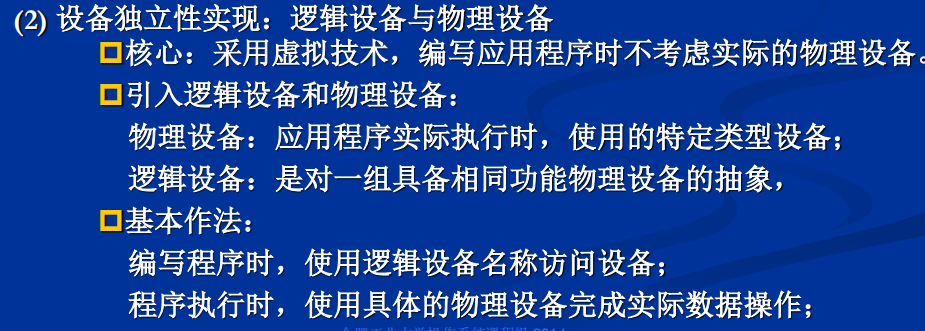 (2) 设备独立性实现：逻辑设备与物理设备
核心：采用虚拟技术，编写应用程序时不考虑实际的物理设备。
引入逻辑设备和物理设备：
物理设备：应用程序实际执行时，使用的特定类型设备；
逻辑设备：是对一组具备相同功能物理设备的抽象，
基本作法：
编写程序时，使用逻辑设备名称访问设备；
程序执行时，使用具体的物理设备完成实际数据操作；